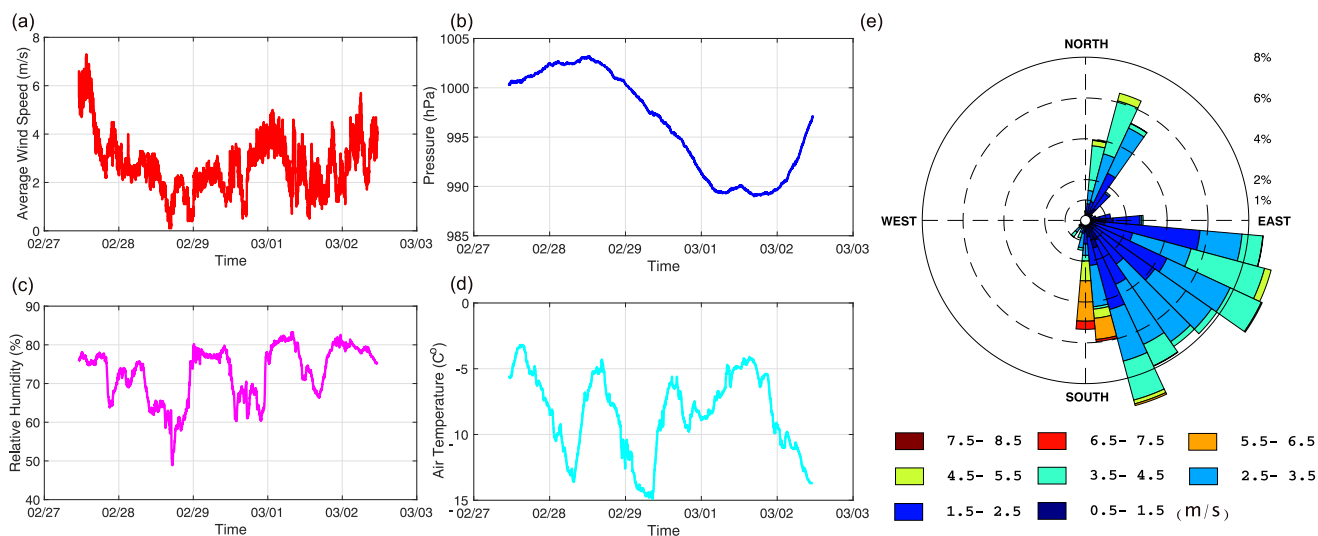 (a)
8
6
4
2
0
Average Wind Speed (m/s)
02/27 02/28 02/29 03/01 03/02 03/03
Time
(b)
1005
1000
995
990
985
Pressure (hPa)
02/27 02/28 02/29 03/01 03/02 03/03
Time
(c)
90
80
70
60
50
40
Relative Humidity (%)
02/27 02/28 02/29 03/01 03/02 03/03
Time
(d)
0
-5
-10
-15
Air Temperature (C°)
02/27 02/28 02/29 03/01 03/02 03/03
Time
(e)
NORTH
8%
6%
4%
2%
1%
WEST
EAST
SOUTH
7.5- 8.5 6.5- 7.5 5.5- 6.5
4.5- 5.5 3.5- 4.5 2.5- 3.5
1.5- 2.5 0.5- 1.5 (m/s)